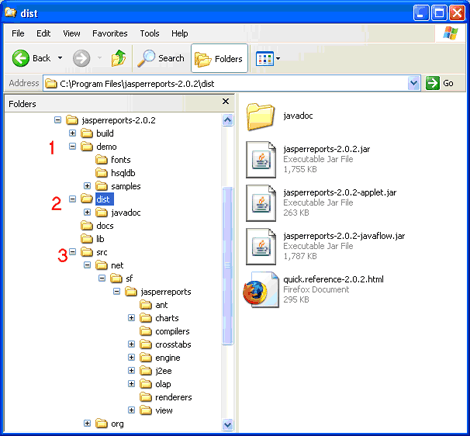 dist
File Edit View Favorites Tools Help
Back Search Folders
Address C:\Program Files\jasperreports-2.0.2\dist Go
Folders
jasperreports-2.0.2
build
1 demo
fonts
hsqldb
samples
2 dist
javadoc
docs
lib
3 src
net
sf
jasperreports
ant
charts
compilers
crosstabs
engine
j2ee
olap
renderers
view
org
javadoc
jasperreports-2.0.2.jar
Executable Jar File
1,755 KB
jasperreports-2.0.2-applet.jar
Executable Jar File
263 KB
jasperreports-2.0.2-javaflow.jar
Executable Jar File
1,787 KB
quick.reference-2.0.2.html
Firefox Document
295 KB